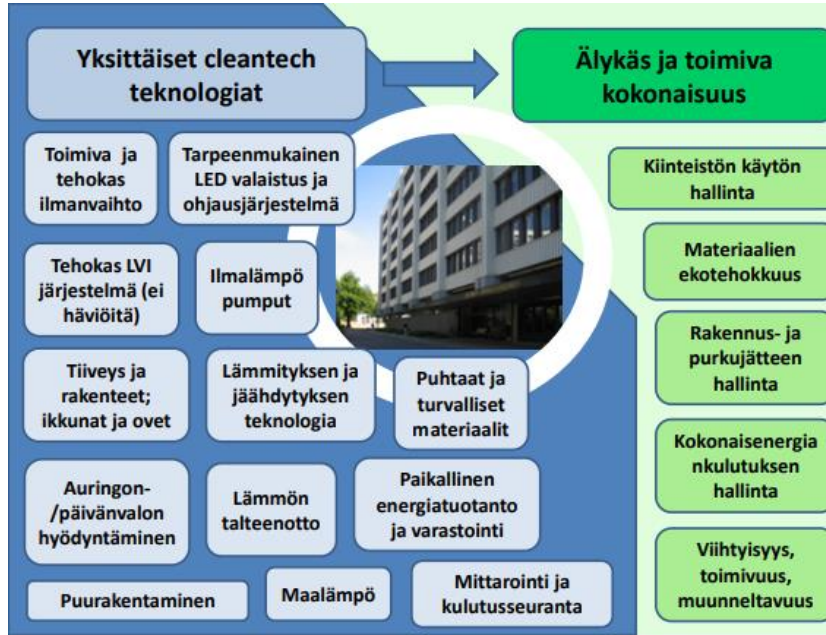 Yksittäiset cleantech
teknologiat
Älykäs ja toimiva
kokonaisuus
Toimiva ja
tehokas
ilmanvaihto
Tarpeenmukainen
LED valaistus ja
ohjausjärjestelmä
Tehokas LVI
järjestelmä (ei
häviöitä)
Ilmalämpö
pumput
Tiiveys ja
rakenteet;
ikkunat ja ovet
Lämmityksen ja
jäähdytyksen
teknologia
Puhtaat ja
turvalliset
materiaalit
Auringon-
/päivänvalon
hyödyntäminen
Lämmön
talteenotto
Paikallinen
energiatuotanto
ja varastointi
Puurakentaminen
Maalämpö
Mittarointi ja
kulutusseuranta
Kiinteistön käytön
hallinta
Materiaalien
ekotehokkuus
Rakennus- ja
purkujätteen
hallinta
Kokonaisenergia
nkulutuksen
hallinta
Viihtyisyys,
toimivuus,
muunneltavuus